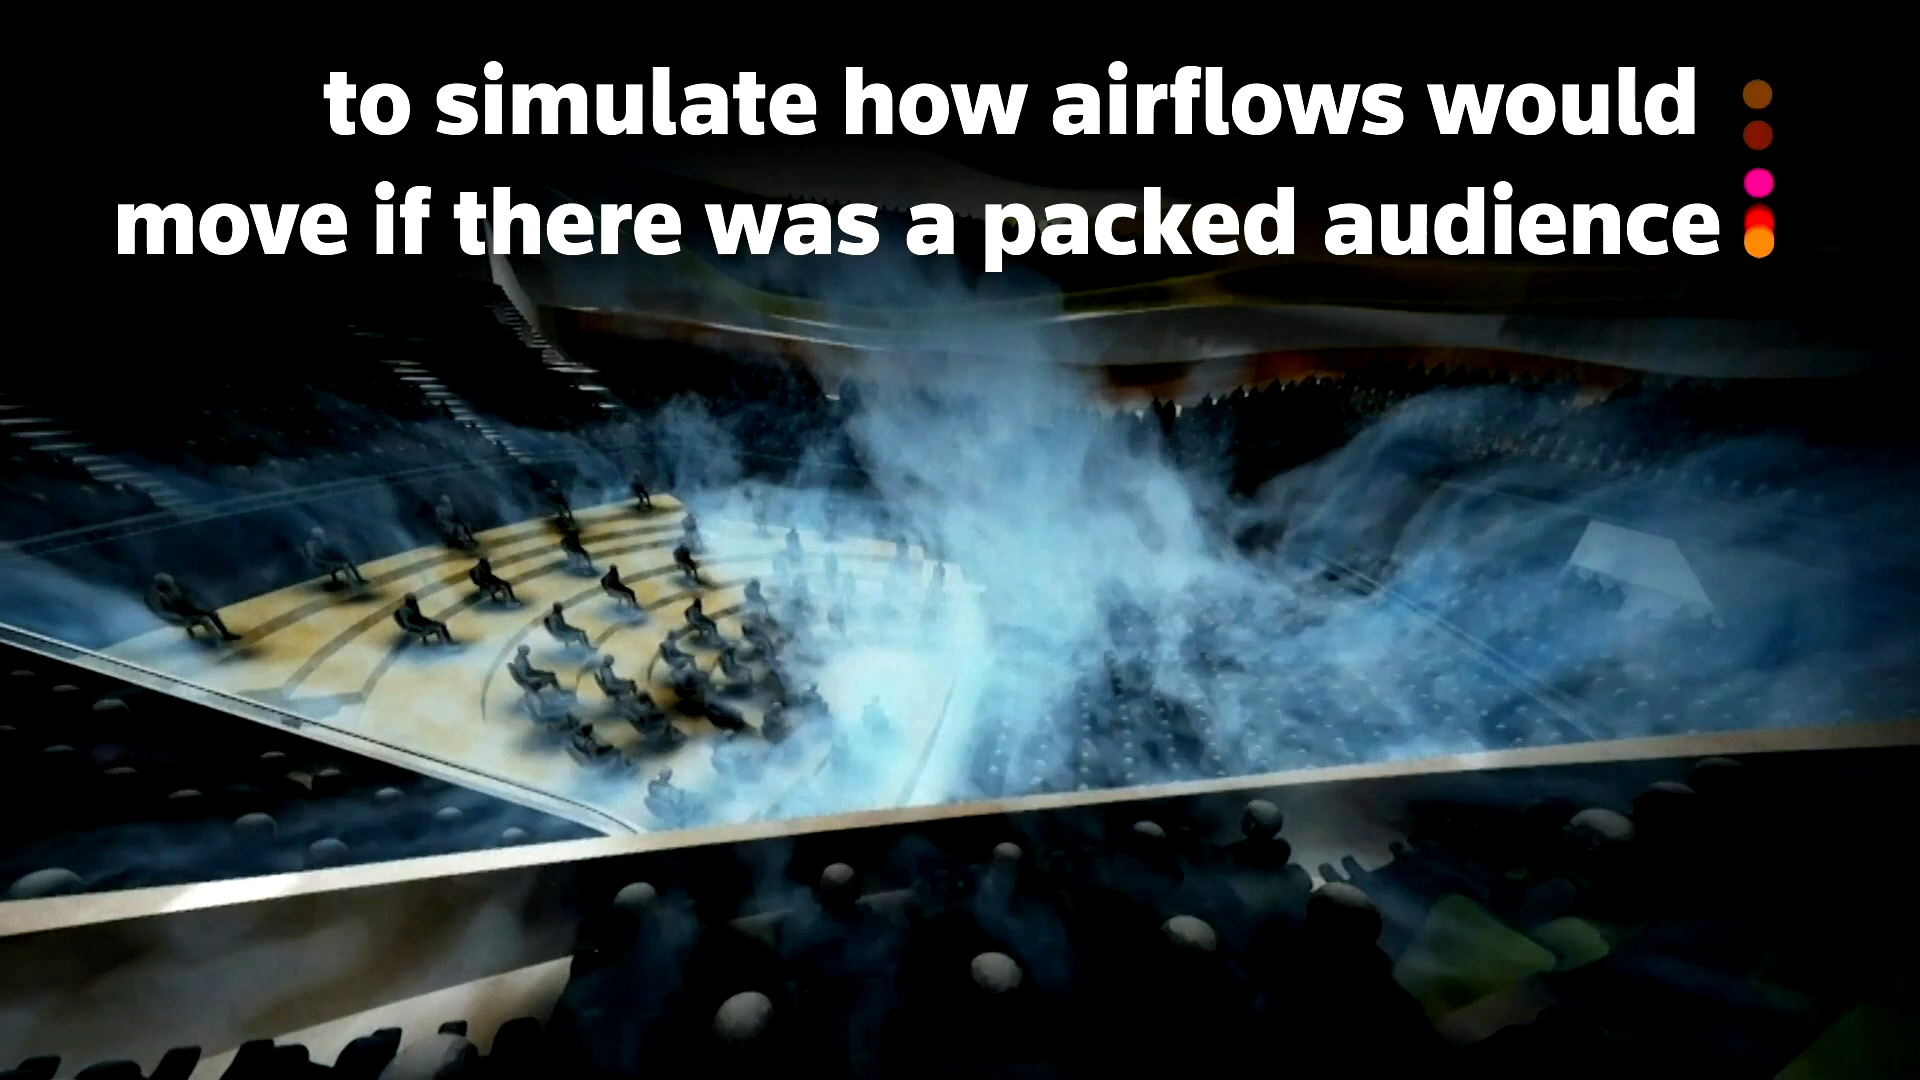 to simulate how airflows would
move if there was a packed audience